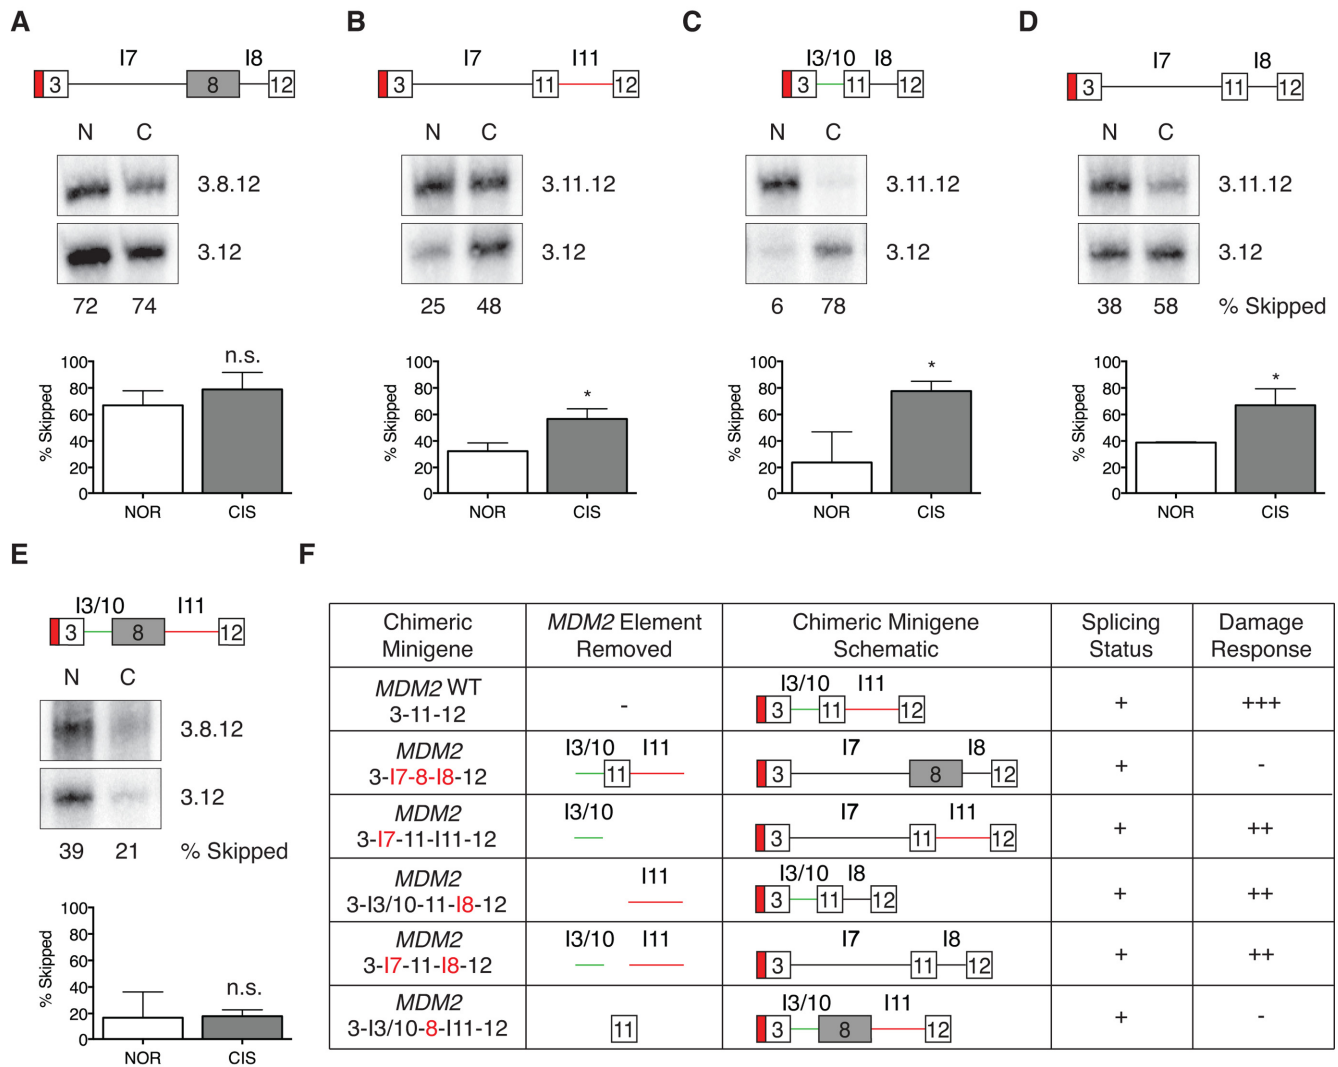 A
I7 I8
3 8 12
N C
3.8.12
3.12
72 74
n.s.
100
80
60
40
20
0
% Skipped
NOR CIS
B
I7 I11
3 11 12
N C
3.11.12
3.12
25 48
*
100
80
60
40
20
0
% Skipped
NOR CIS
C
I3/10 I8
3 11 12
N C
3.11.12
3.12
6 78
*
100
80
60
40
20
0
% Skipped
NOR CIS
D
I7 I8
3 11 12
N C
3.11.12
3.12
38 58 % Skipped
*
100
80
60
40
20
0
% Skipped
NOR CIS
E
I3/10 I11
3 8 12
N C
3.8.12
3.12
39 21 % Skipped
n.s.
100
80
60
40
20
0
% Skipped
NOR CIS
F
Chimeric Minigene
MDM2 Element Removed
Chimeric Minigene Schematic
Splicing Status
Damage Response
MDM2 WT
3-11-12
-
I3/10 I11
3 11 12
+
+++
MDM2
3-I7-8-I8-12
I3/10 I11
11
I7 I8
3 8 12
+
-
MDM2
3-I7-11-I11-12
I3/10
I7 I11
3 11 12
+
++
MDM2
3-I3/10-11-I8-12
I11
I3/10 I8
3 11 12
+
++
MDM2
3-I7-11-I8-12
I3/10 I11
I7 I8
3 11 12
+
++
MDM2
3-I3/10-8-I11-12
11
I3/10 I11
3 8 12
+
-